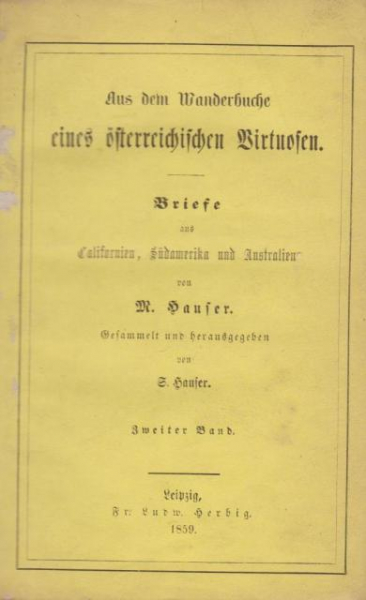 Aus dem Wanderbuche
eines österreichischen Virtuosen.
Briefe
aus
Californien, Südamerika und Australien
von
M. Hauser.
Gesammelt und herausgegeben
von
S. Hauser.
Zweiter Band.
Leipzig,
Fr. Ludw. Herbig.
1859.